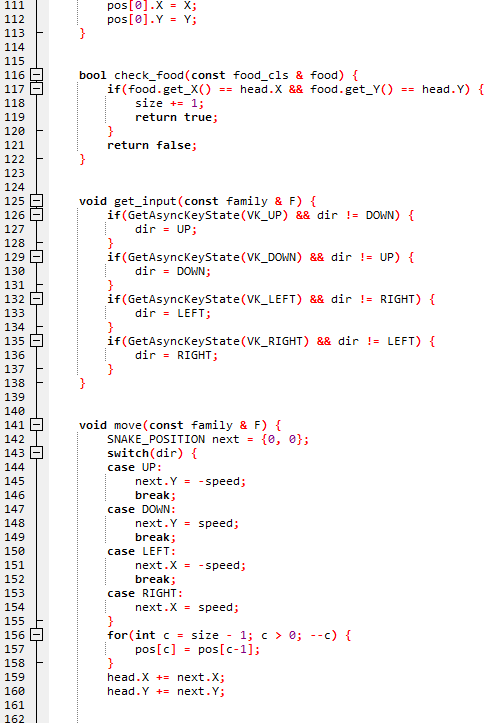 111 pos[0].X = X;
112 pos[0].Y = Y;
113 }
114
115
116 bool check_food(const food_cls & food) {
117 if(food.get_X() == head.X && food.get_Y() == head.Y) {
118 size += 1;
119 return true;
120 }
121 return false;
122 }
123
124
125 void get_input(const family & F) {
126 if(GetAsyncKeyState(VK_UP) && dir != DOWN) {
127 dir = UP;
128 }
129 if(GetAsyncKeyState(VK_DOWN) && dir != UP) {
130 dir = DOWN;
131 }
132 if(GetAsyncKeyState(VK_LEFT) && dir != RIGHT) {
133 dir = LEFT;
134 }
135 if(GetAsyncKeyState(VK_RIGHT) && dir != LEFT) {
136 dir = RIGHT;
137 }
138 }
139
140
141 void move(const family & F) {
142 SNAKE_POSITION next = {0, 0};
143 switch(dir) {
144 case UP:
145 next.Y = -speed;
146 break;
147 case DOWN:
148 next.Y = speed;
149 break;
150 case LEFT:
151 next.X = -speed;
152 break;
153 case RIGHT:
154 next.X = speed;
155 }
156 for(int c = size - 1; c > 0; --c) {
157 pos[c] = pos[c-1];
158 }
159 head.X += next.X;
160 head.Y += next.Y;
161
162